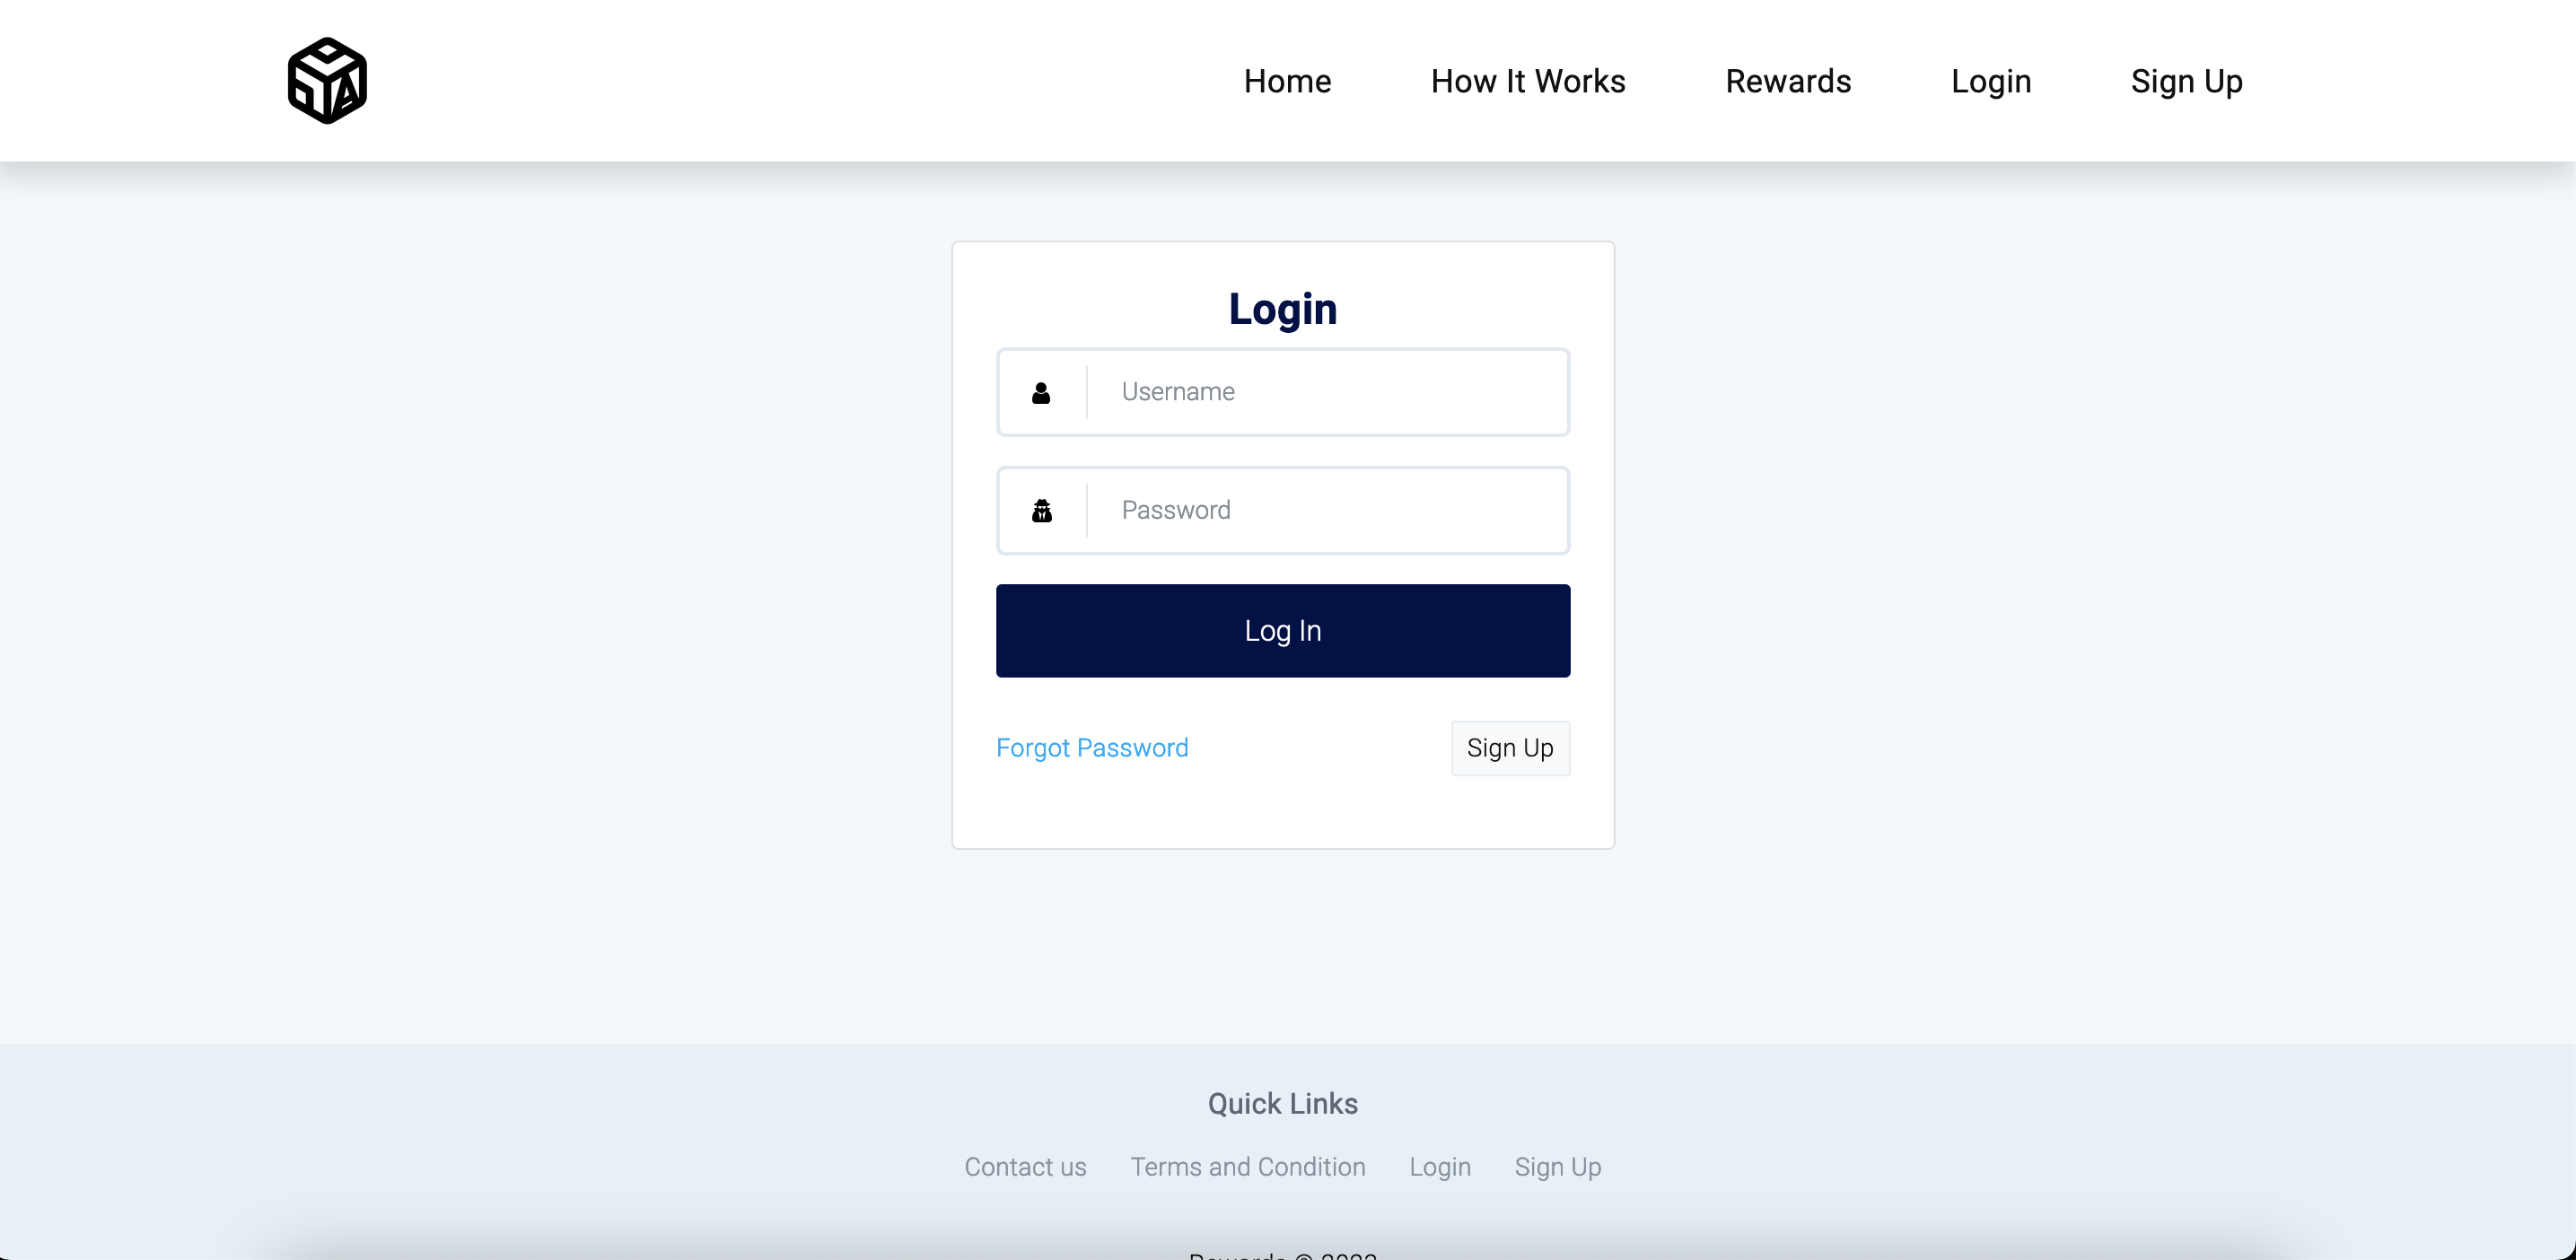 Home How It Works Rewards Login Sign Up
Login
Username
Password
Log In
Forgot Password Sign Up
Quick Links
Contact us Terms and Condition Login Sign Up
Rewards ©